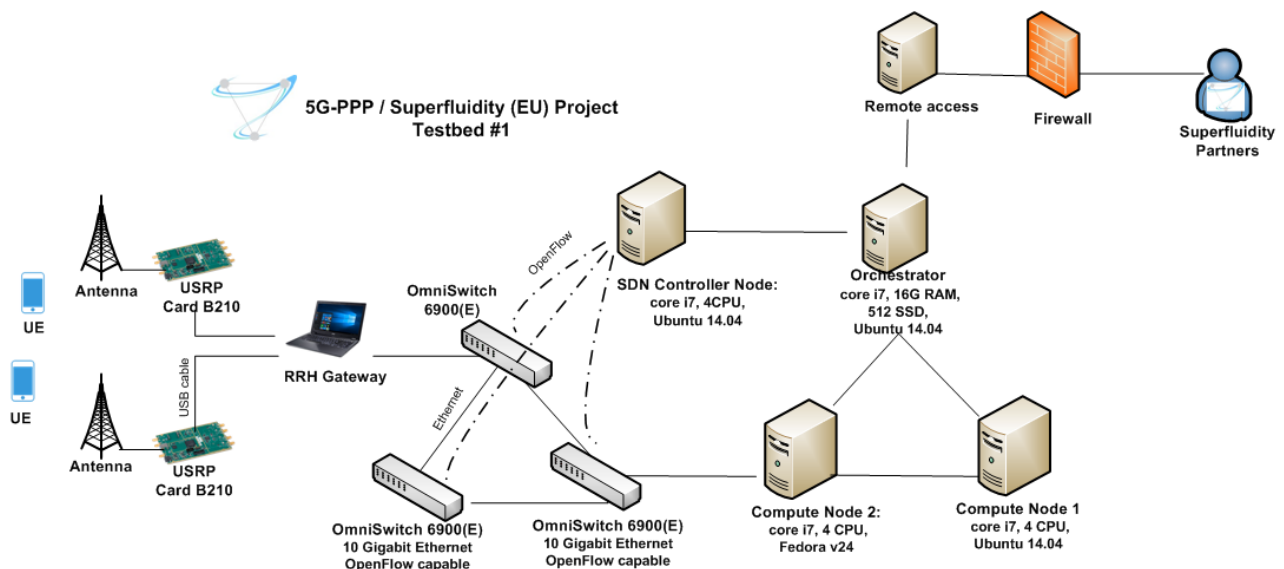 5G-PPP / Superfluidity (EU) Project
Testbed #1
Remote access
Firewall
Superfluidity
Partners
UE
Antenna
USRP
Card B210
UE
Antenna
USB cable
USRP
Card B210
RRH Gateway
OmniSwitch
6900(E)
OpenFlow
Ethernet
SDN Controller Node:
core i7, 4CPU,
Ubuntu 14.04
Orchestrator
core i7, 16G RAM,
512 SSD,
Ubuntu 14.04
OmniSwitch 6900(E)
10 Gigabit Ethernet
OpenFlow capable
OmniSwitch 6900(E)
10 Gigabit Ethernet
OpenFlow capable
Compute Node 2:
core i7, 4 CPU,
Fedora v24
Compute Node 1
core i7, 4 CPU,
Ubuntu 14.04